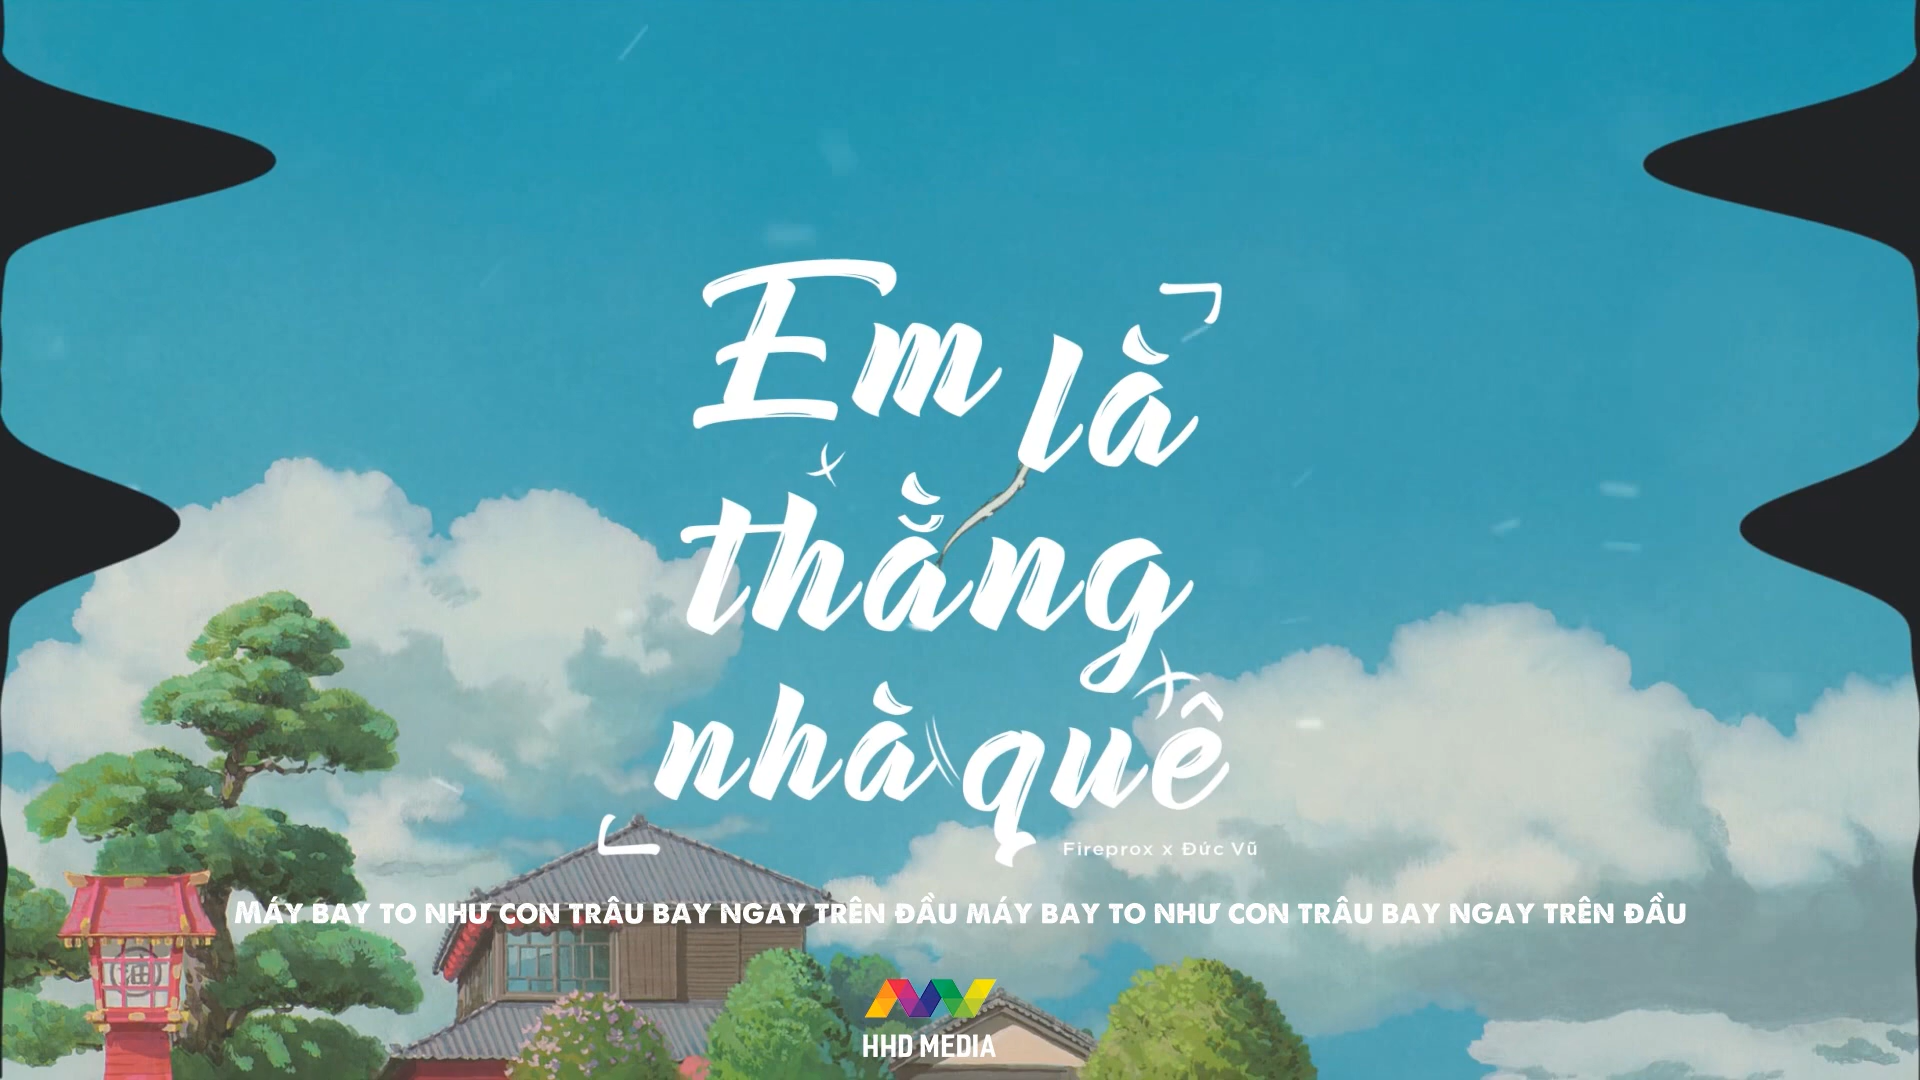 Em là
thằng
nhà quê
Fireprox x Đức Vũ
MÁY BAY TO NHƯ CON TRÂU BAY NGAY TRÊN ĐẦU MÁY BAY TO NHƯ CON TRÂU BAY NGAY TRÊN ĐẦU
HHD MEDIA